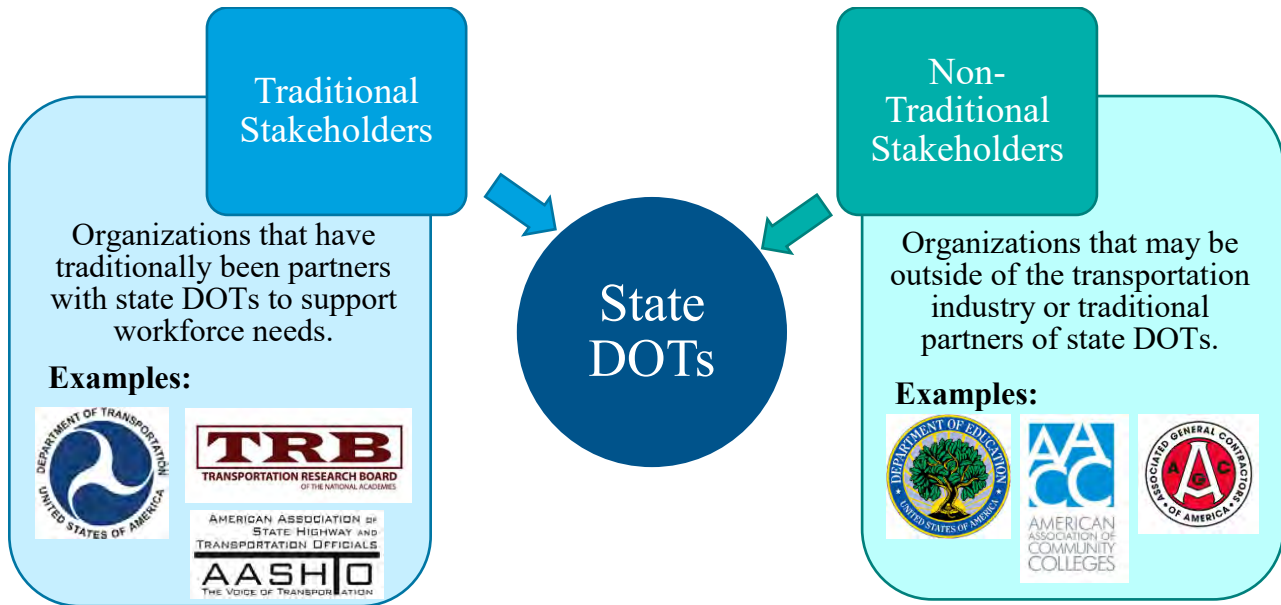 Traditional
Stakeholders
Organizations that have
traditionally been partners
with state DOTs to support
workforce needs.
Examples:
DEPARTMENT OF TRANSPORTATION
UNITED STATES OF AMERICA
TRB
TRANSPORTATION RESEARCH BOARD
OF THE NATIONAL ACADEMIES
AMERICAN ASSOCIATION OF
STATE HIGHWAY AND
TRANSPORTATION OFFICIALS
AASHTO
THE VOICE OF TRANSPORTATION
State
DOTs
Non-
Traditional
Stakeholders
Organizations that may be
outside of the transportation
industry or traditional
partners of state DOTs.
Examples:
DEPARTMENT OF EDUCATION
UNITED STATES OF AMERICA
AA
CC
AMERICAN
ASSOCIATION OF
COMMUNITY
COLLEGES
ASSOCIATED GENERAL CONTRACTORS
OF AMERICA
AGC